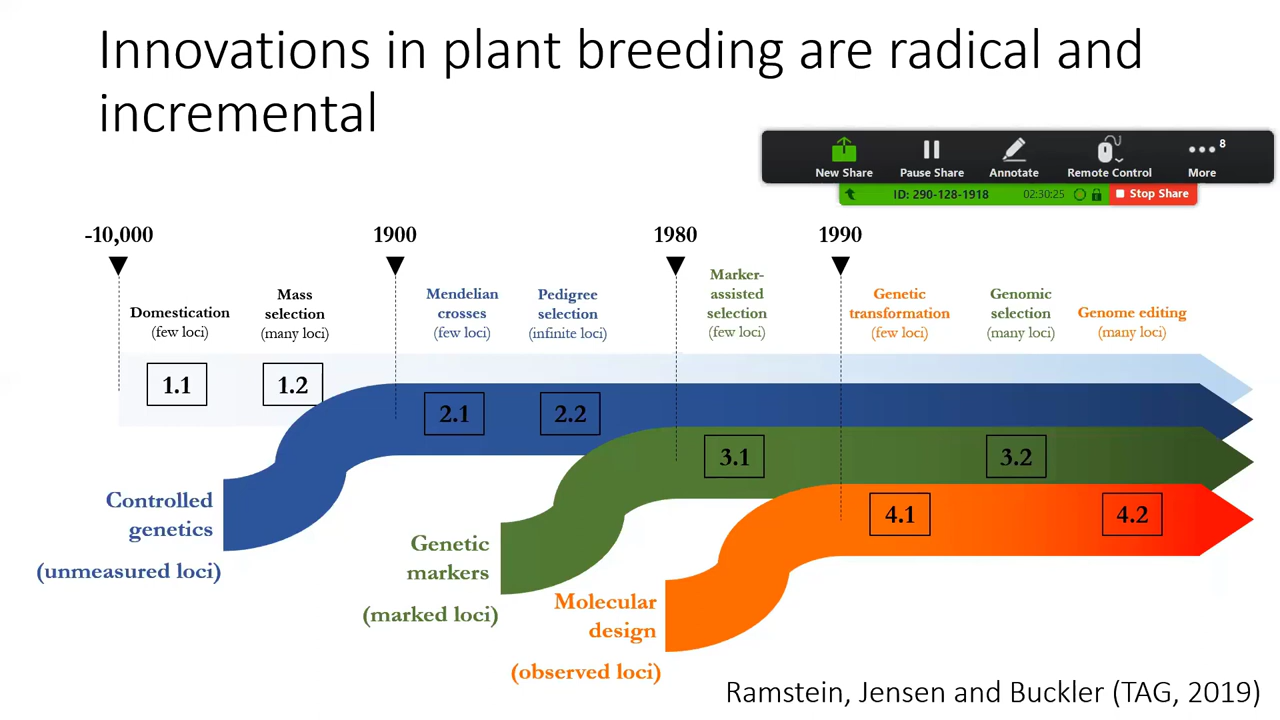 Innovations in plant breeding are radical and
incremental
New Share
Pause Share
Annotate
Remote Control
More
8
ID: 290-128-1918
02:30:25
Stop Share
-10,000
1900
1980
1990
Domestication
(few loci)
Mass
selection
(many loci)
Mendelian
crosses
(few loci)
Pedigree
selection
(infinite loci)
Marker-
assisted
selection
(few loci)
Genetic
transformation
(few loci)
Genomic
selection
(many loci)
Genome editing
(many loci)
1.1
1.2
2.1
2.2
3.1
3.2
4.1
4.2
Controlled
genetics
(unmeasured loci)
Genetic
markers
(marked loci)
Molecular
design
(observed loci)
Ramstein, Jensen and Buckler (TAG, 2019)